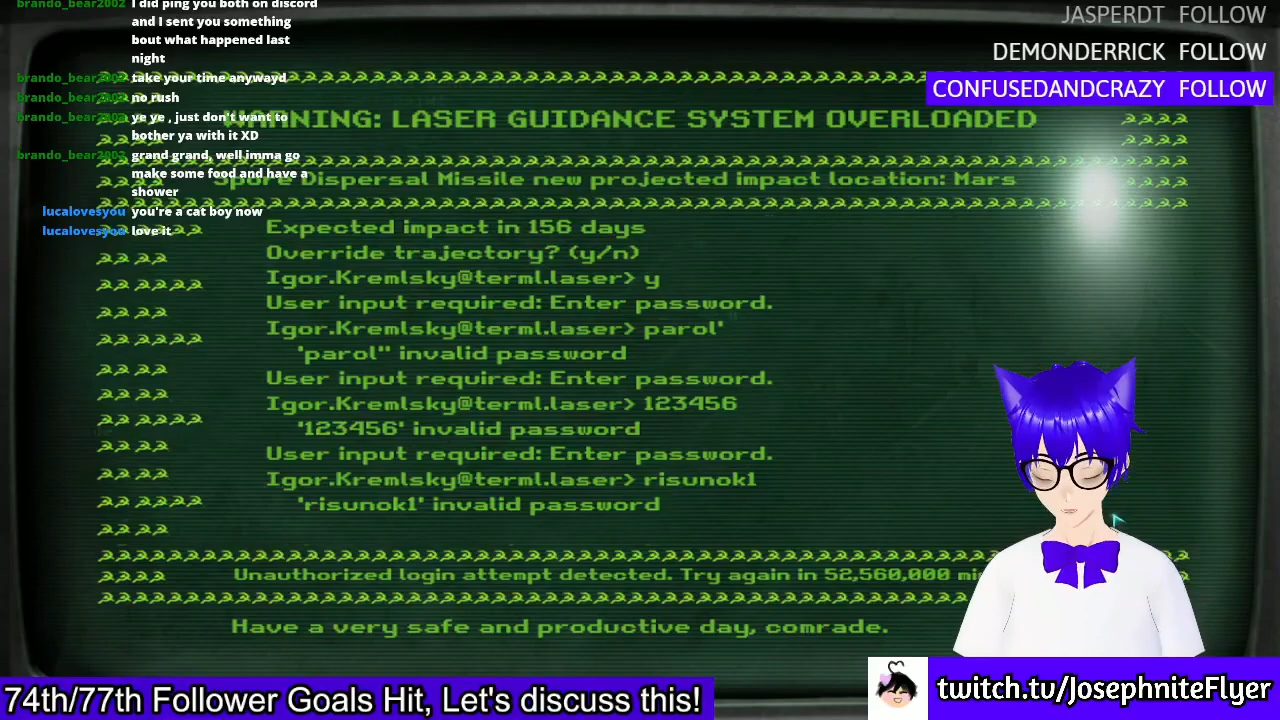 brando_bear2002 I did ping you both on discord
and I sent you something
bout what happened last
night
brando_bear2002 take your time anywayd
brando_bear2002 no rush
brando_bear2002 ye ye , just don't want to
bother ya with it XD
brando_bear2002 grand grand, well imma go
make some food and have a
shower
lucalovesyou you're a cat boy now
lucalovesyou love it
JASPERDT FOLLOW
DEMONDERRICK FOLLOW
CONFUSEDANDCRAZY FOLLOW
WARNING: LASER GUIDANCE SYSTEM OVERLOADED
Spore Dispersal Missile new projected impact location: Mars
Expected impact in 156 days
Override trajectory? (y/n)
Igor.Kremlsky@terml.laser> y
User input required: Enter password.
Igor.Kremlsky@terml.laser> parol'
'parol'' invalid password
User input required: Enter password.
Igor.Kremlsky@terml.laser> 123456
'123456' invalid password
User input required: Enter password.
Igor.Kremlsky@terml.laser> risunok1
'risunok1' invalid password
Unauthorized login attempt detected. Try again in 52,560,000
Have a very safe and productive day, comrade.
74th/77th Follower Goals Hit, Let's discuss this!
twitch.tv/JosephniteFlyer